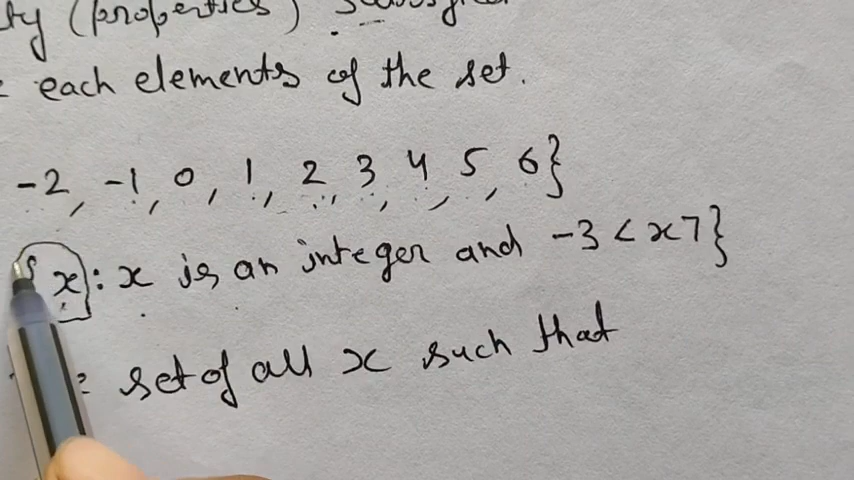 ty (properties) satisfied
each elements of the set.
-2, -1, 0, 1, 2, 3, 4, 5, 6}
{x : x is an integer and -3 < x 7}
set of all x such that